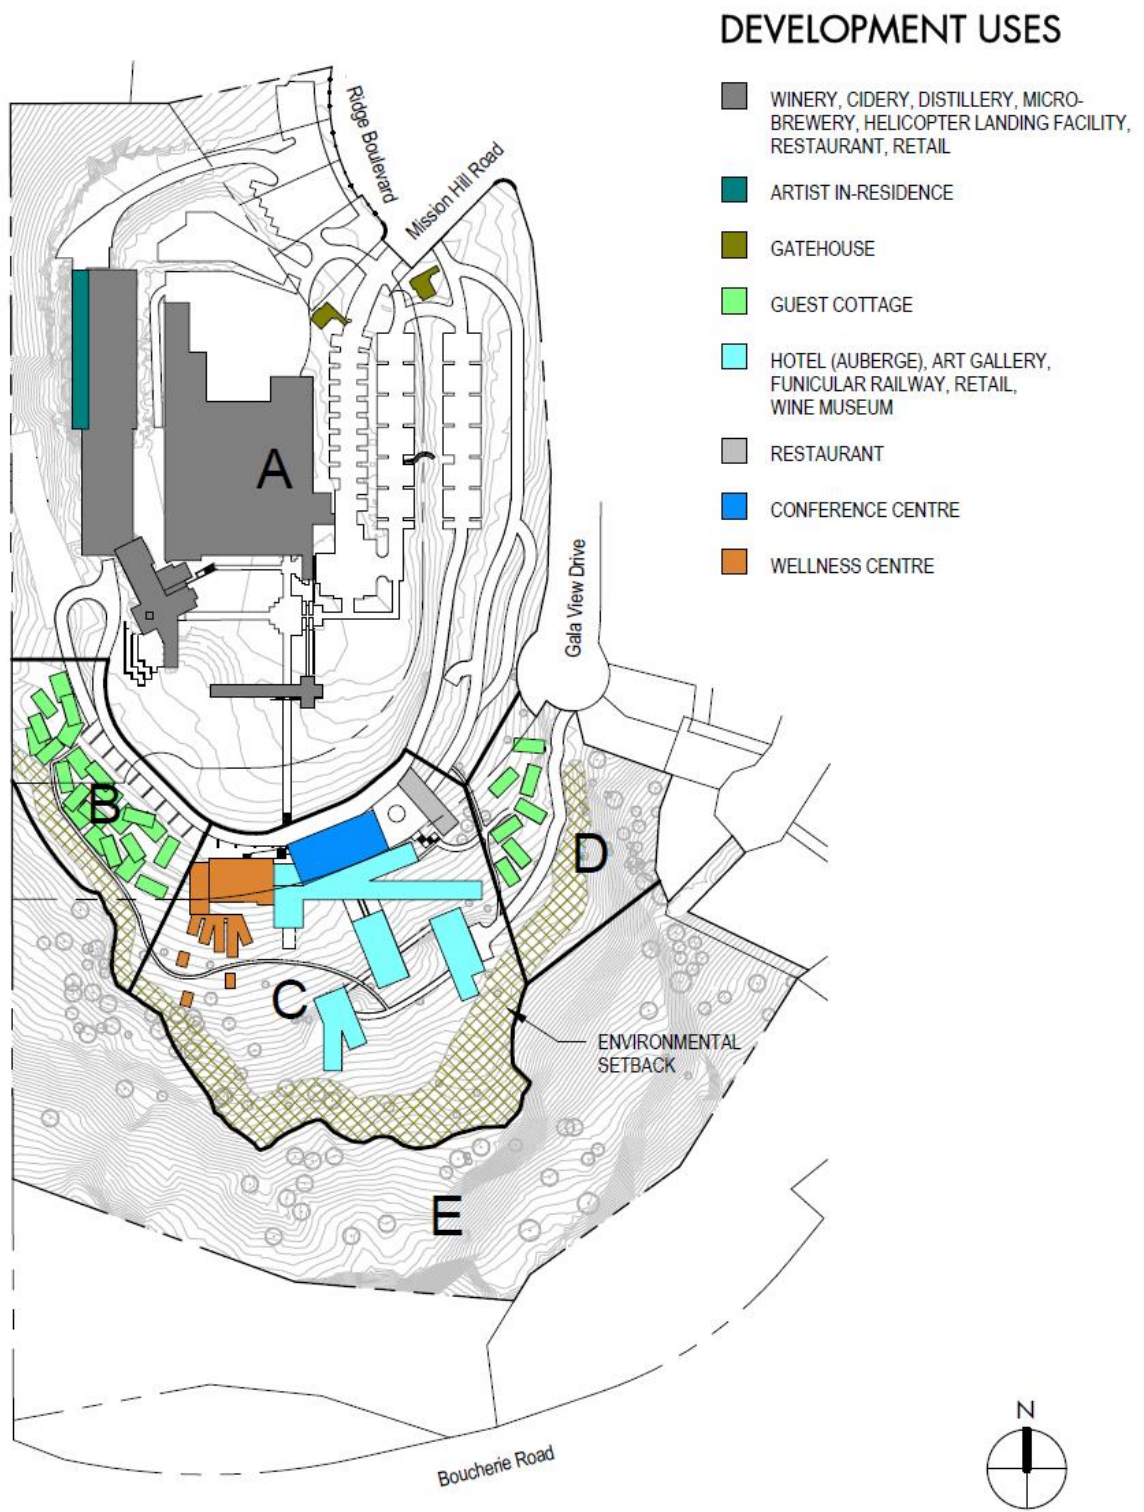 DEVELOPMENT USES
WINERY, CIDERY, DISTILLERY, MICRO-
BREWERY, HELICOPTER LANDING FACILITY,
RESTAURANT, RETAIL
ARTIST IN-RESIDENCE
GATEHOUSE
GUEST COTTAGE
HOTEL (AUBERGE), ART GALLERY,
FUNICULAR RAILWAY, RETAIL,
WINE MUSEUM
RESTAURANT
CONFERENCE CENTRE
WELLNESS CENTRE
Ridge Boulevard
Mission Hill Road
A
Gala View Drive
B
D
C
ENVIRONMENTAL
SETBACK
E
Boucherie Road
N